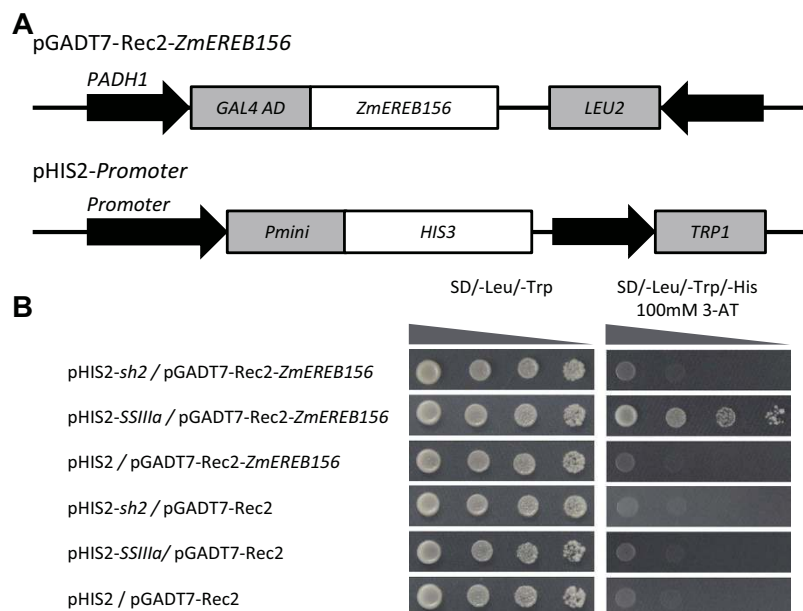 A
pGADT7-Rec2-ZmEREB156
PADH1
GAL4 AD
ZmEREB156
LEU2
pHIS2-Promoter
Promoter
Pmini
HIS3
TRP1
B
SD/-Leu/-Trp
SD/-Leu/-Trp/-His
100mM 3-AT
pHIS2-sh2 / pGADT7-Rec2-ZmEREB156
pHIS2-SSIIIa / pGADT7-Rec2-ZmEREB156
pHIS2 / pGADT7-Rec2-ZmEREB156
pHIS2-sh2 / pGADT7-Rec2
pHIS2-SSIIIa/ pGADT7-Rec2
pHIS2 / pGADT7-Rec2